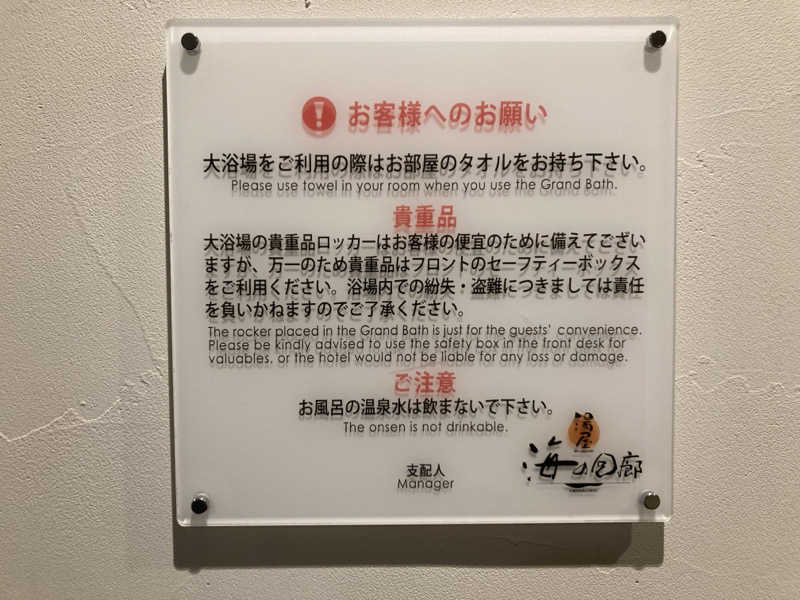 お客様へのお願い
大浴場をご利用の際はお部屋のタオルをお持ち下さい。
Please use towel in your room when you use the Grand Bath.
貴重品
大浴場の貴重品ロッカーはお客様の便宜のために備えてござい
ますが、万一のため貴重品はフロントのセーフティーボックス
をご利用ください。浴場内での紛失・盗難につきましては責任
を負いかねますのでご了承ください。
The rocker placed in the Grand Bath is just for the guests' convenience.
Please be kindly advised to use the safety box in the front desk for
valuables, or the hotel would not be liable for any loss or damage.
ご注意
お風呂の温泉水は飲まないで下さい。
The onsen is not drinkable.
湯屋
海の回廊
支配人
Manager